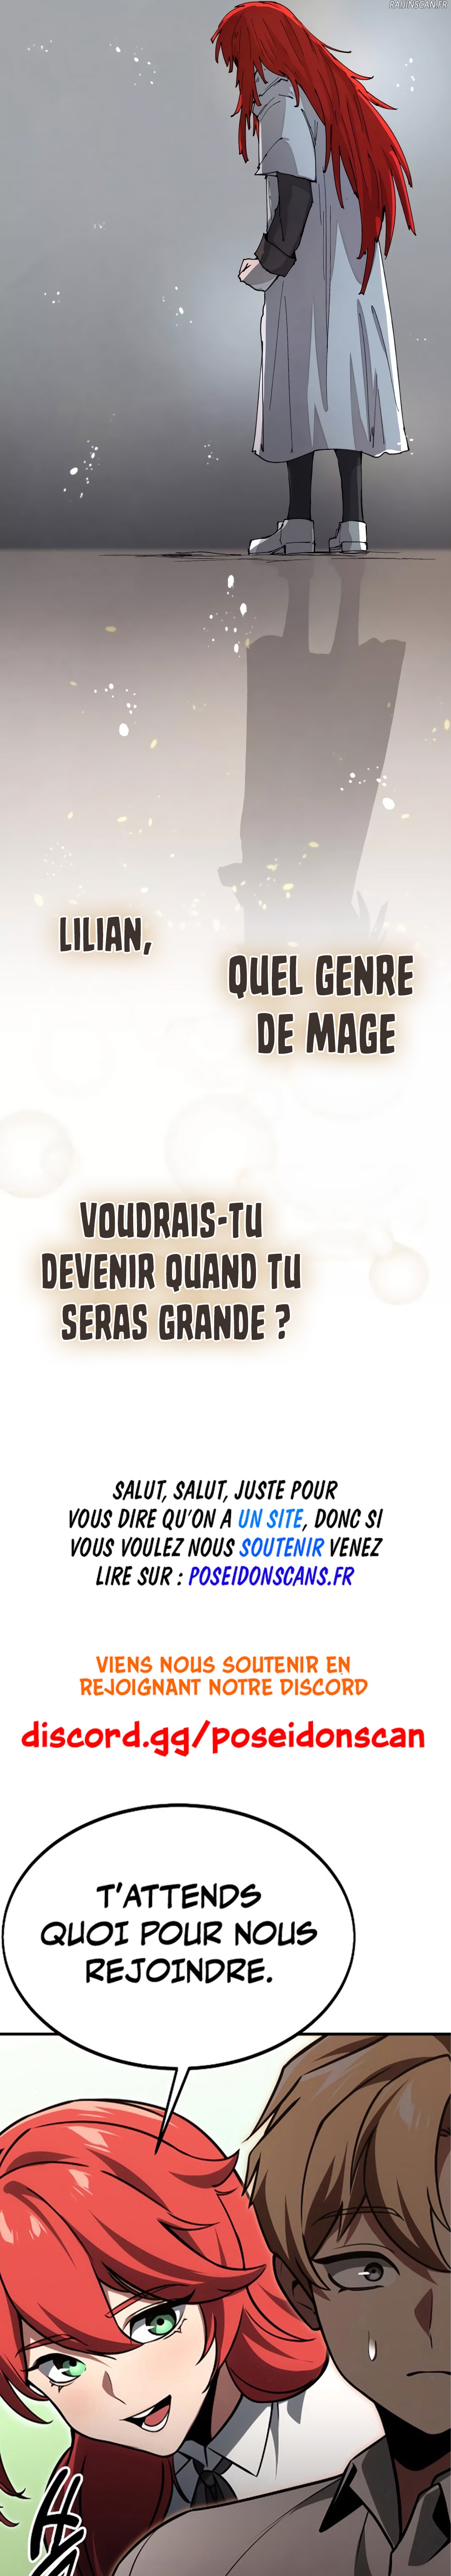 RAIJINSCAN.FR
LILIAN,
QUEL GENRE
DE MAGE
VOUDRAIS-TU
DEVENIR QUAND TU
SERAS GRANDE ?
SALUT, SALUT, JUSTE POUR
VOUS DIRE QU'ON A UN SITE, DONC SI
VOUS VOULEZ NOUS SOUTENIR VENEZ
LIRE SUR : POSEIDONSCANS.FR
VIENS NOUS SOUTENIR EN
REJOIGNANT NOTRE DISCORD
discord.gg/poseidonscan
T'ATTENDS
QUOI POUR NOUS
REJOINDRE.